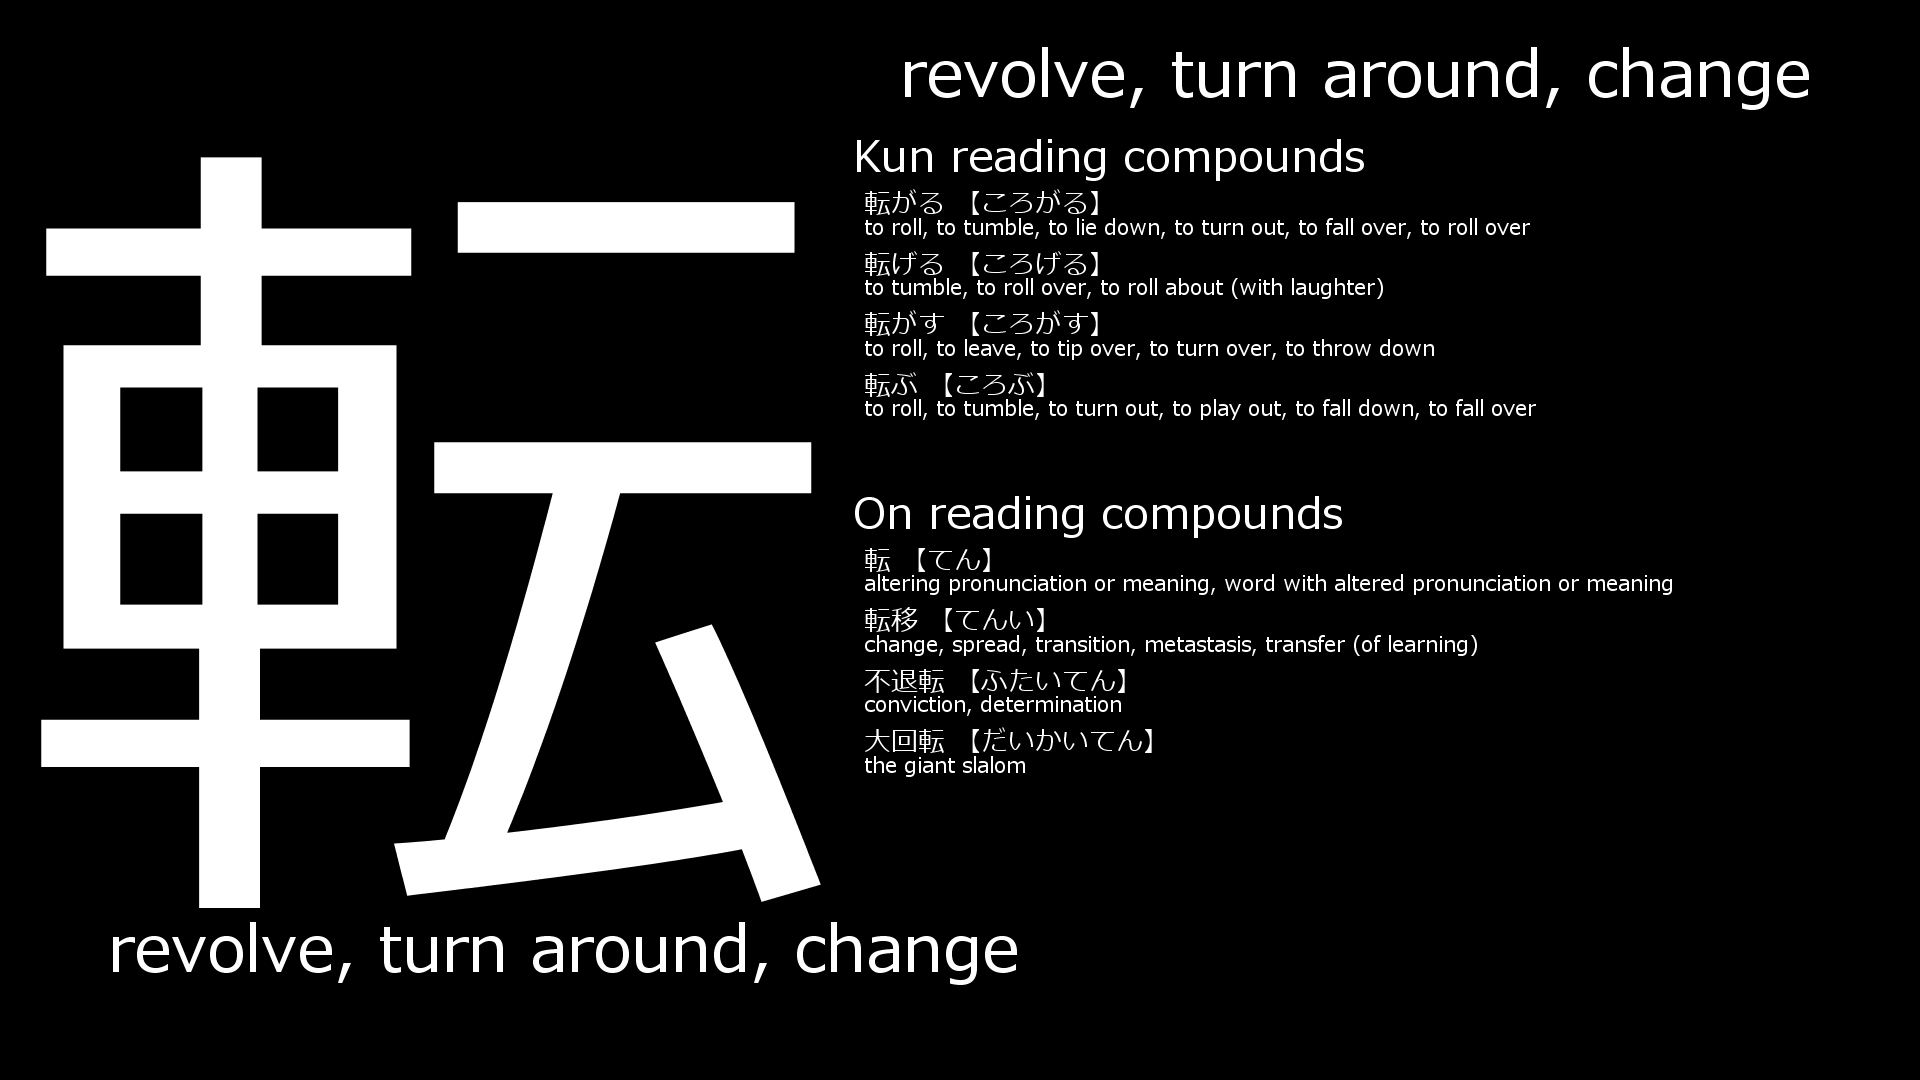 転
revolve, turn around, change
revolve, turn around, change
Kun reading compounds
転がる 【ころがる】
to roll, to tumble, to lie down, to turn out, to fall over, to roll over
転げる 【ころげる】
to tumble, to roll over, to roll about (with laughter)
転がす 【ころがす】
to roll, to leave, to tip over, to turn over, to throw down
転ぶ 【ころぶ】
to roll, to tumble, to turn out, to play out, to fall down, to fall over
On reading compounds
転 【てん】
altering pronunciation or meaning, word with altered pronunciation or meaning
転移 【てんい】
change, spread, transition, metastasis, transfer (of learning)
不退転 【ふたいてん】
conviction, determination
大回転 【だいかいてん】
the giant slalom